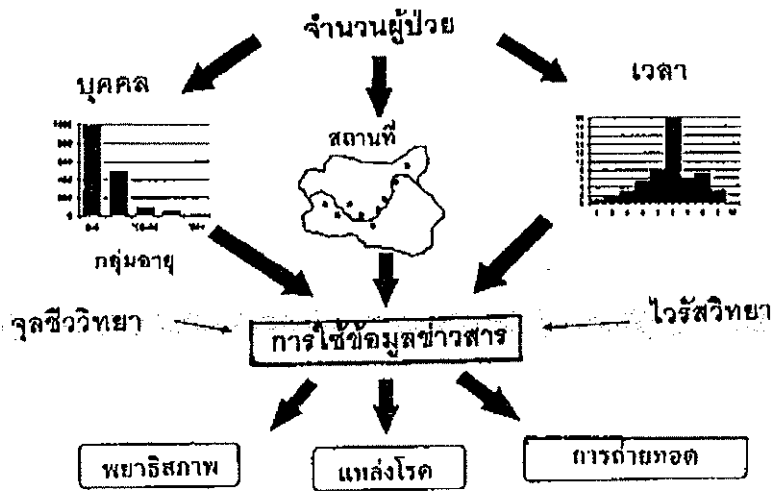 จำนวนผู้ป่วย
บุคคล
สถานที่
เวลา
กลุ่มอายุ
จุลชีววิทยา
การใช้ข้อมูลข่าวสาร
ไวรัสวิทยา
พยาธิสภาพ
แหล่งโรค
การถ่ายทอด